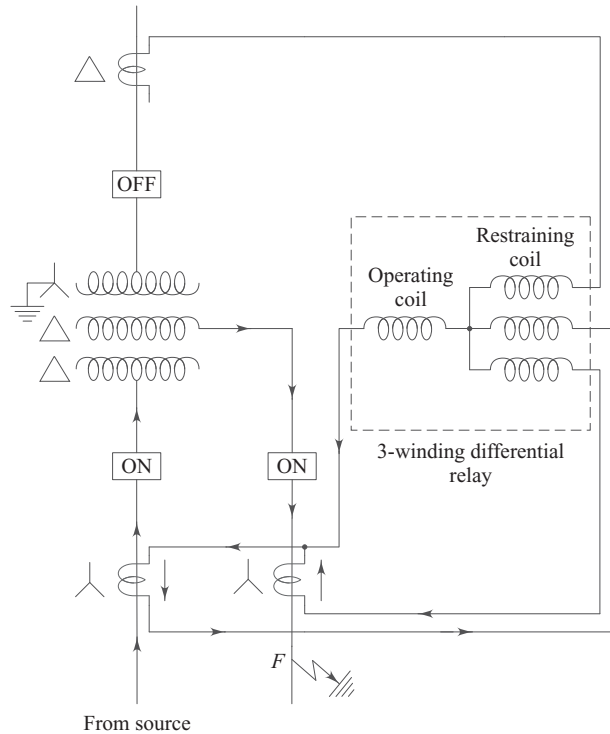 OFF
Restraining
coil
Operating
coil
ON
ON
3-winding differential
relay
F
From source